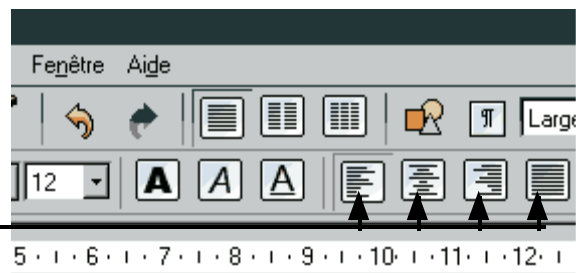 Fenêtre Aide
¶ Large
12 A A A
5 · ı · 6 · ı · 7 · ı · 8 · ı · 9 · ı · 10 · ı · 11 · ı · 12 · ı